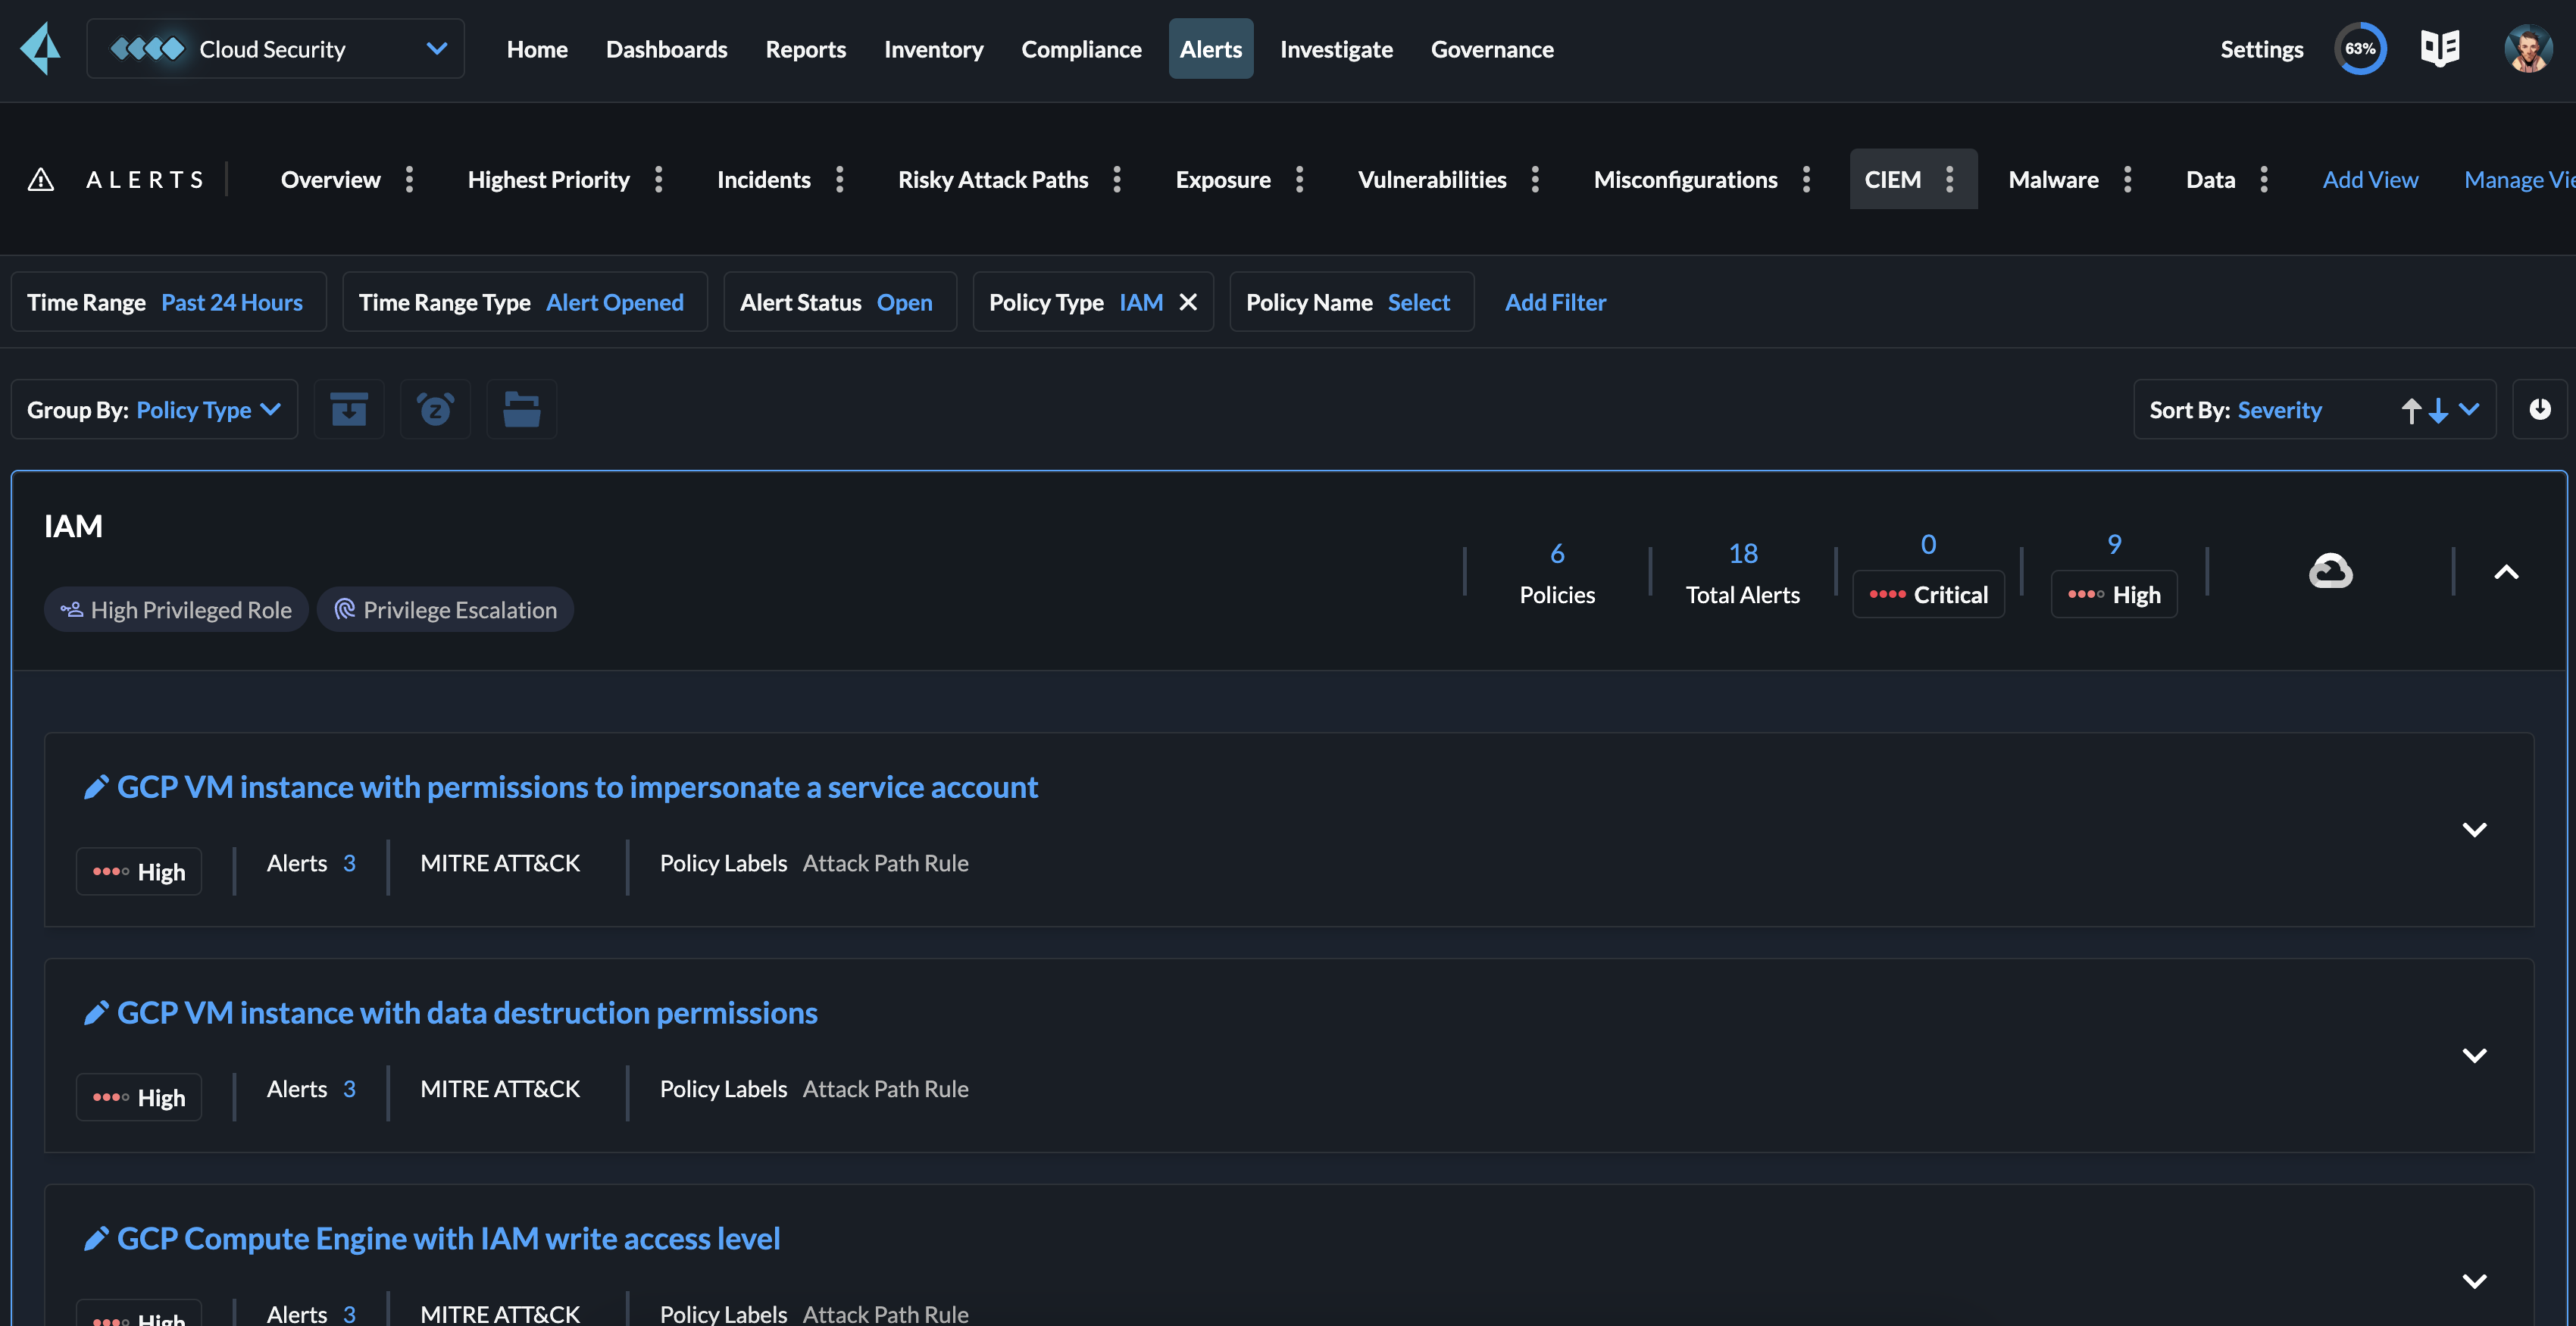 Cloud Security Home Dashboards Reports Inventory Compliance Alerts Investigate Governance Settings 63%
ALERTS Overview Highest Priority Incidents Risky Attack Paths Exposure Vulnerabilities Misconfigurations CIEM Malware Data Add View Manage Vie
Time Range Past 24 Hours Time Range Type Alert Opened Alert Status Open Policy Type IAM Policy Name Select Add Filter
Group By: Policy Type Z Sort By: Severity
IAM
6 18 0 9
Policies Total Alerts Critical High
High Privileged Role Privilege Escalation
GCP VM instance with permissions to impersonate a service account
High Alerts 3 MITRE ATT&CK Policy Labels Attack Path Rule
GCP VM instance with data destruction permissions
High Alerts 3 MITRE ATT&CK Policy Labels Attack Path Rule
GCP Compute Engine with IAM write access level
High Alerts 3 MITRE ATT&CK Policy Labels Attack Path Rule